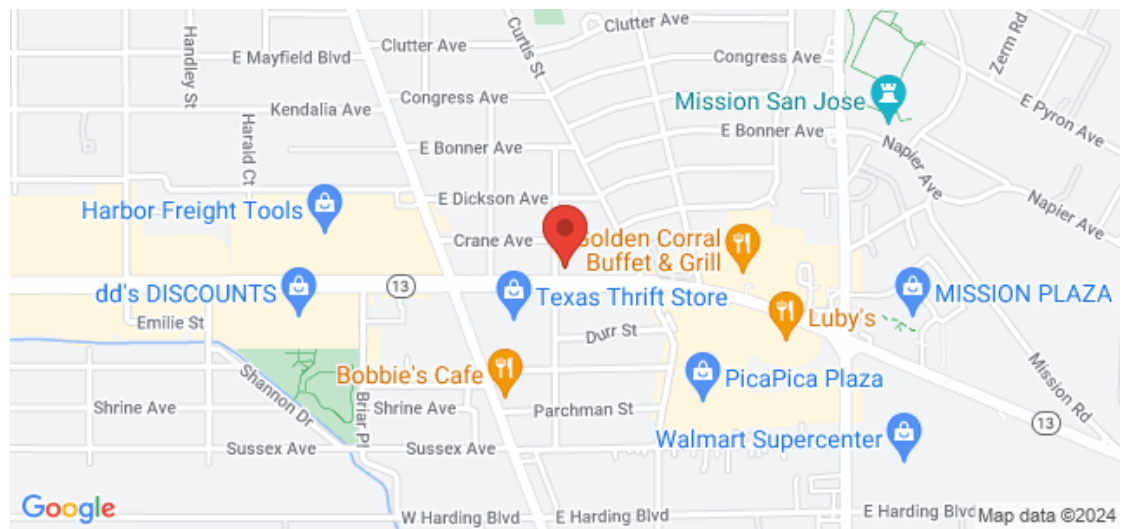 Clutter Ave
Zerm Rd
Handley St
Curtis St
Clutter Ave
E Mayfield Blvd
Congress Ave
Congress Ave
Mission San Jose
Kendalia Ave
E Pyron Ave
Harald Ct
E Bonner Ave
E Bonner Ave
Napier Ave
E Dickson Ave
Napier Ave
Harbor Freight Tools
Crane Ave
Golden Corral
Buffet & Grill
13
dd's DISCOUNTS
Texas Thrift Store
MISSION PLAZA
Emilie St
Luby's
Durr St
Bobbie's Cafe
PicaPica Plaza
Shannon Dr
Mission Rd
Shrine Ave
Briar Pl
Shrine Ave
Parchman St
13
Sussex Ave
Sussex Ave
Walmart Supercenter
Google
W Harding Blvd
E Harding Blvd
E Harding Blvd
Map data ©2024